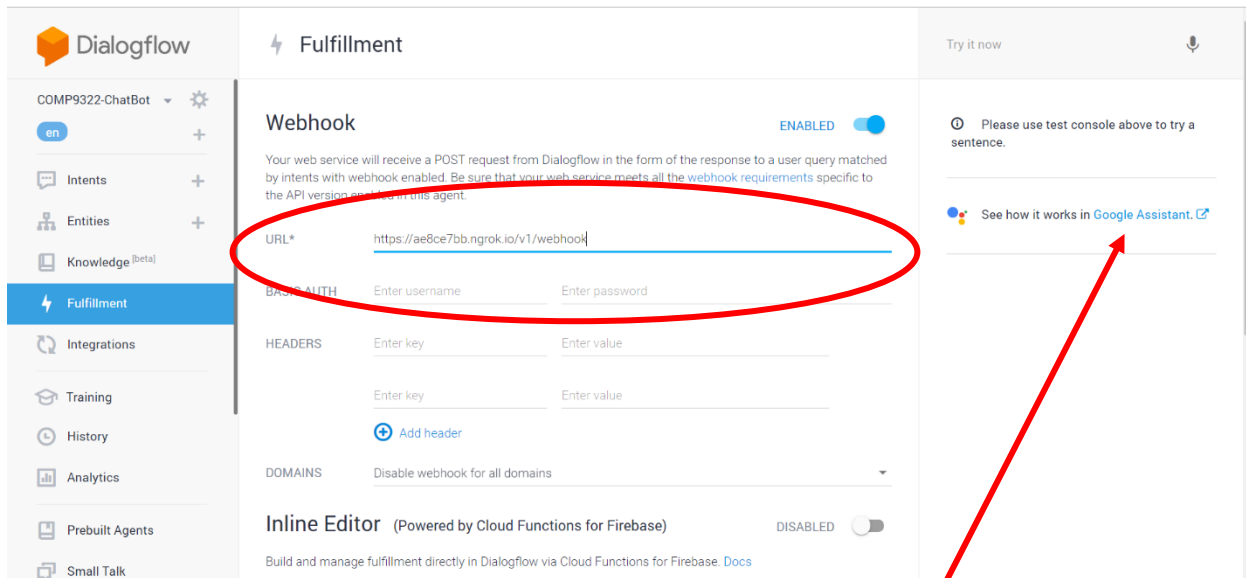 Dialogflow
COMP9322-ChatBot
en
Intents
Entities
Knowledge [beta]
Fulfillment
Integrations
Training
History
Analytics
Prebuilt Agents
Small Talk
Fulfillment
Webhook
ENABLED
Your web service will receive a POST request from Dialogflow in the form of the response to a user query matched
by intents with webhook enabled. Be sure that your web service meets all the webhook requirements specific to
the API version enabled in this agent.
URL*
https://ae8ce7bb.ngrok.io/v1/webhook
BASIC AUTH
Enter username
Enter password
HEADERS
Enter key
Enter value
Enter key
Enter value
Add header
DOMAINS
Disable webhook for all domains
Inline Editor (Powered by Cloud Functions for Firebase)
DISABLED
Build and manage fulfillment directly in Dialogflow via Cloud Functions for Firebase. Docs
Try it now
Please use test console above to try a
sentence.
See how it works in Google Assistant.